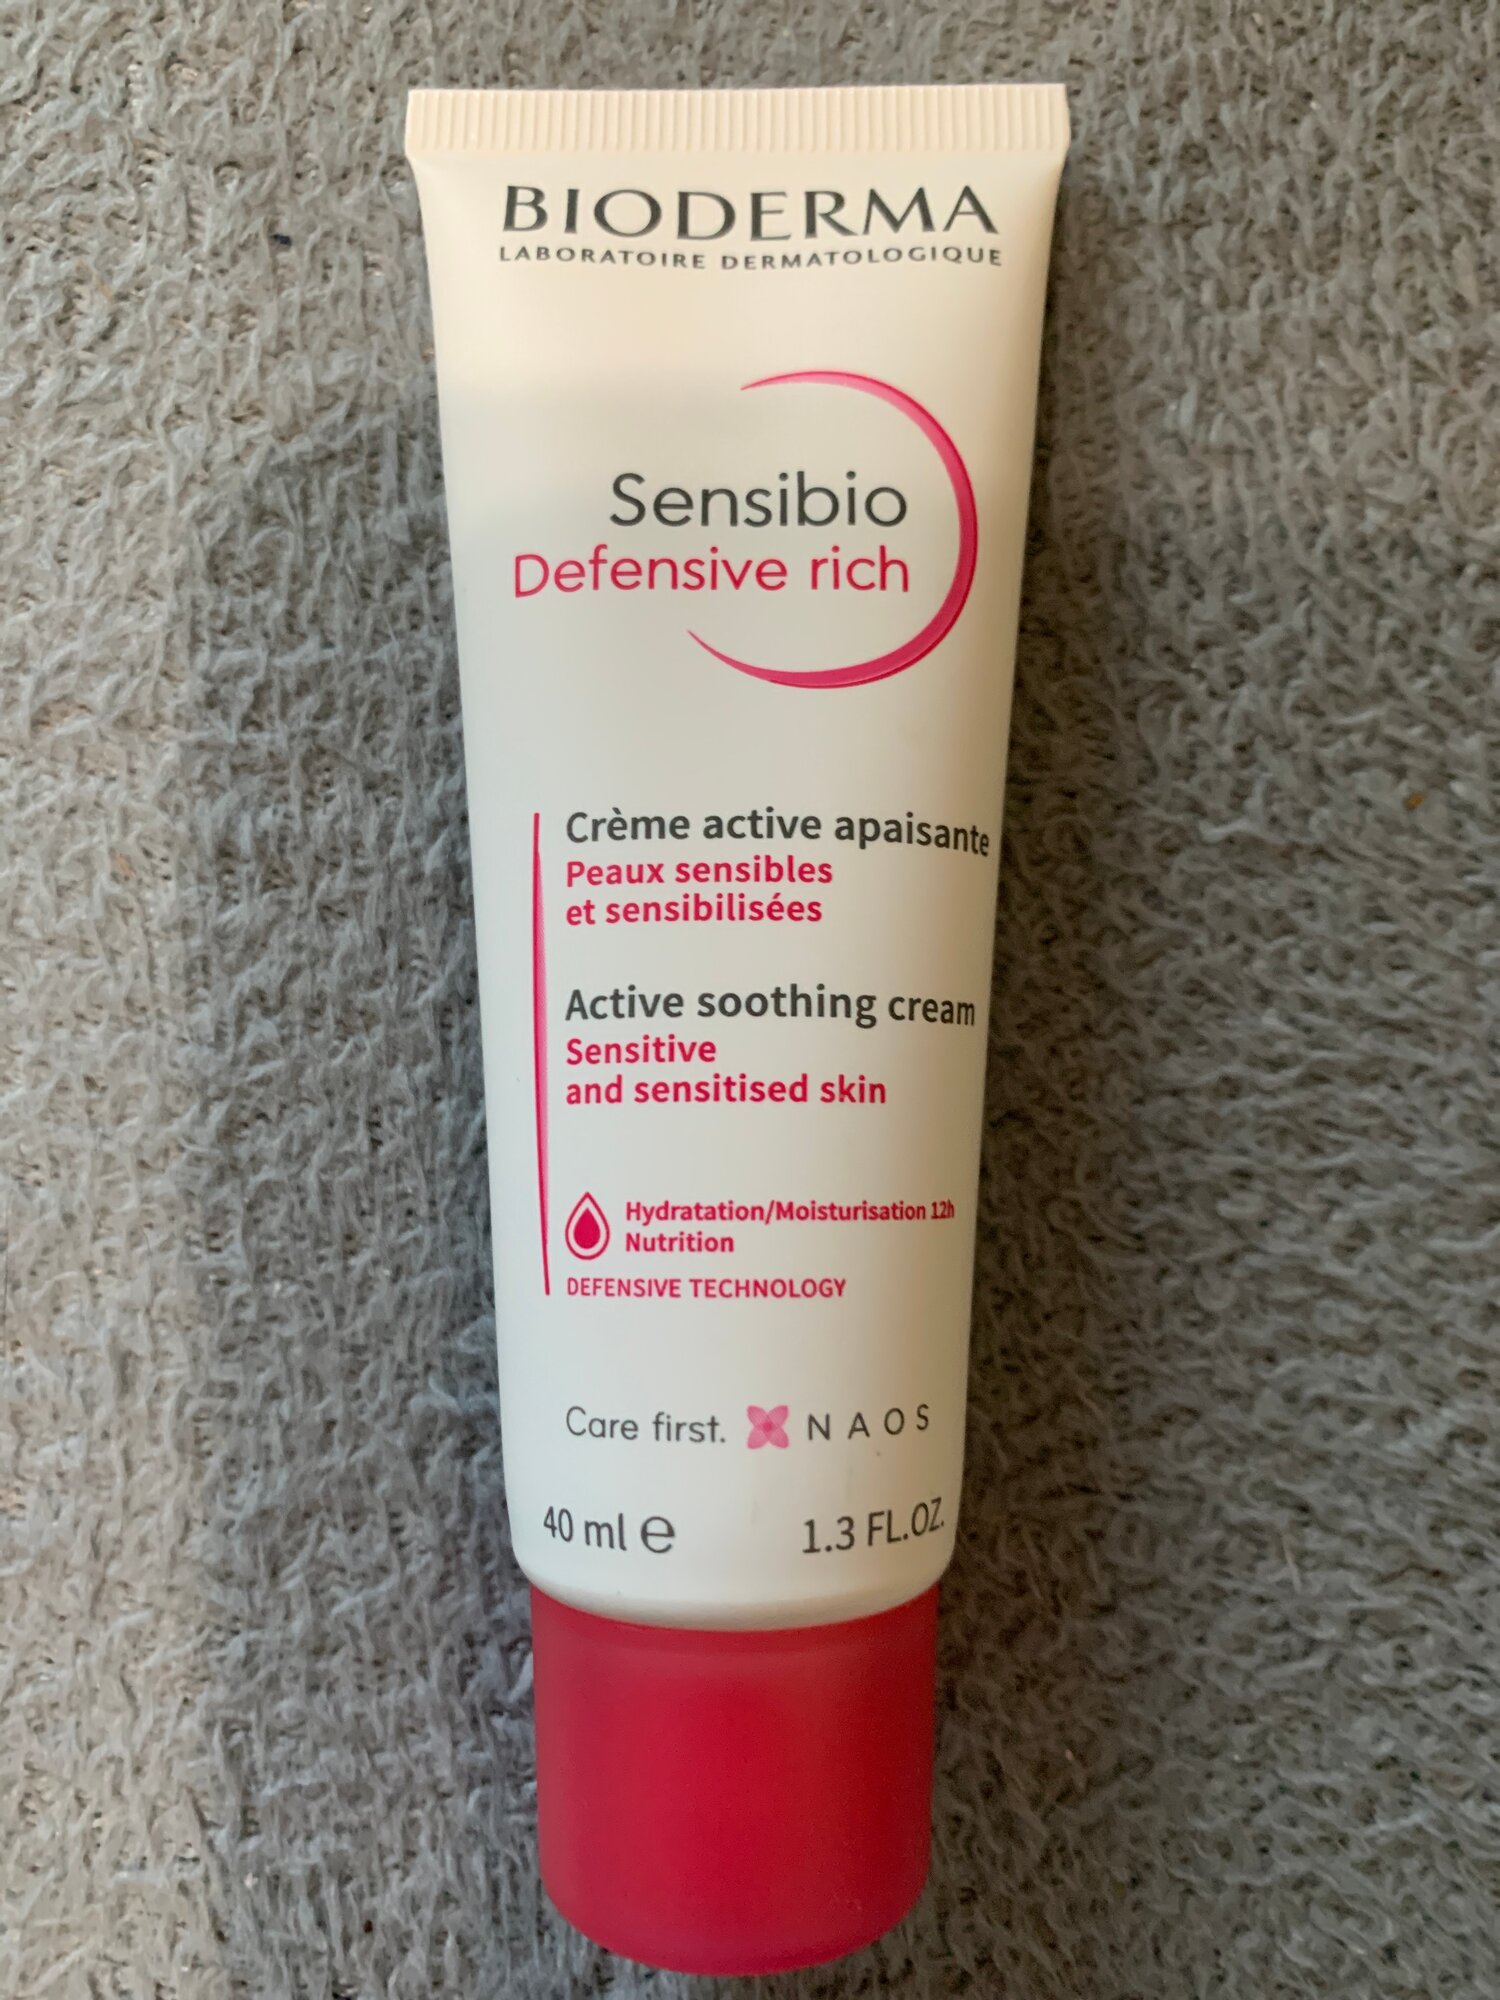 BIODERMA
LABORATOIRE DERMATOLOGIQUE
Sensibio
Defensive rich
Crème active apaisante
Peaux sensibles
et sensibilisées
Active soothing cream
Sensitive
and sensitised skin
Hydratation/Moisturisation 12h
Nutrition
DEFENSIVE TECHNOLOGY
Care first. NAOS
40 ml e 1.3 FL.OZ.